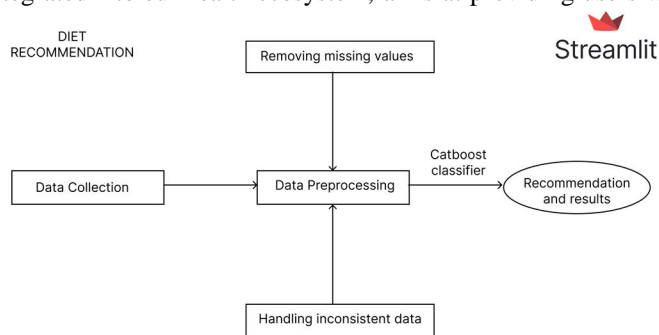 DIET
RECOMMENDATION
Streamlit
Removing missing values
Data Collection
Data Preprocessing
Catboost
classifier
Recommendation
and results
Handling inconsistent data